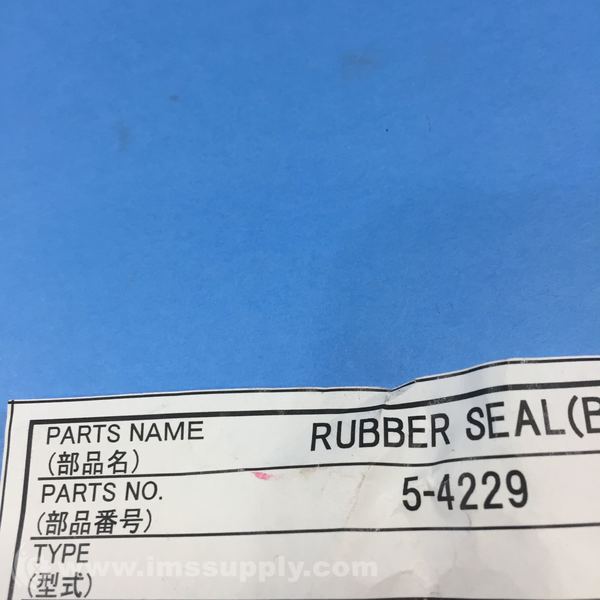 PARTS NAME RUBBER SEAL(B
(部品名)
PARTS NO. 5-4229
(部品番号)
TYPE
(型式)
www.imssupply.com